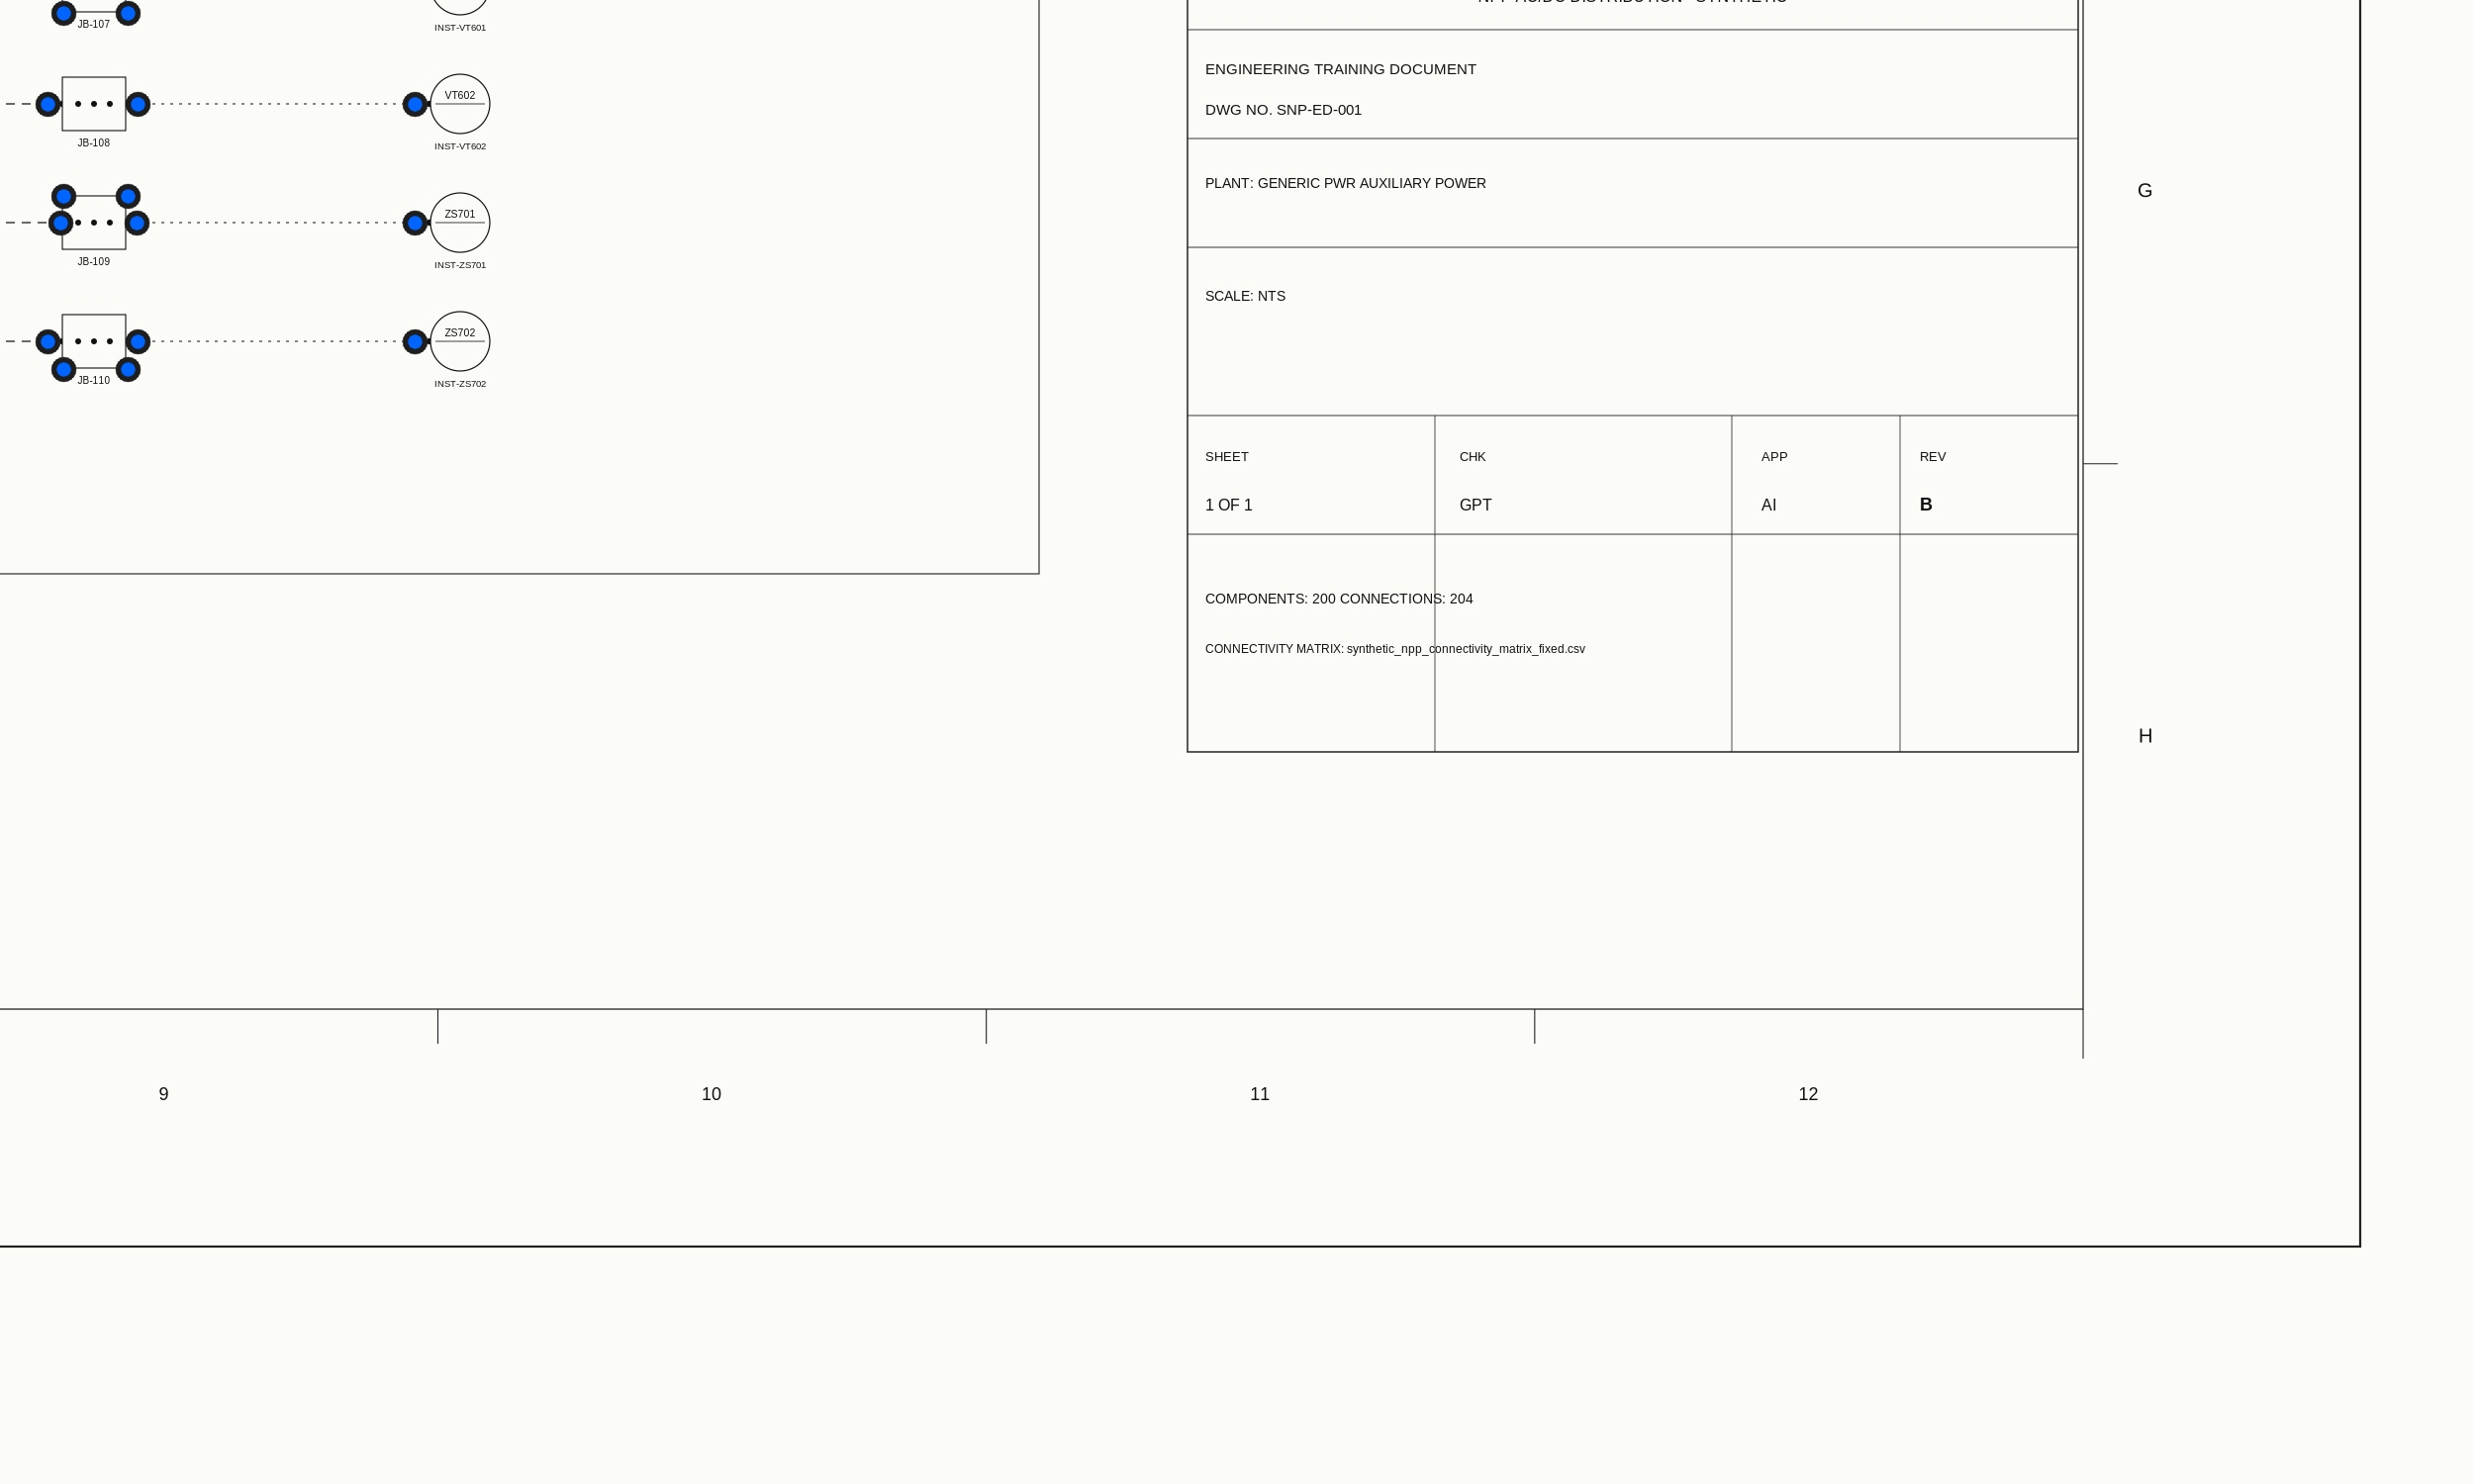 JB-107
INST-VT601
VT602
JB-108
INST-VT602
ZS701
JB-109
INST-ZS701
ZS702
JB-110
INST-ZS702
ENGINEERING TRAINING DOCUMENT
DWG NO. SNP-ED-001
PLANT: GENERIC PWR AUXILIARY POWER
SCALE: NTS
SHEET CHK APP REV
1 OF 1 GPT AI B
COMPONENTS: 200 CONNECTIONS: 204
CONNECTIVITY MATRIX: synthetic_npp_connectivity_matrix_fixed.csv
G
H
9 10 11 12